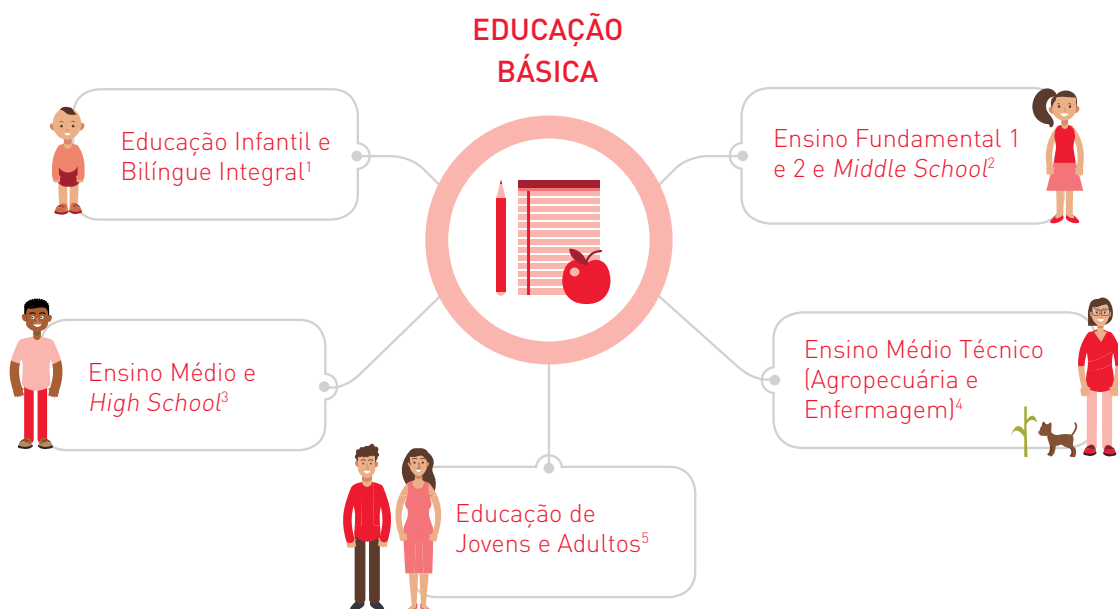 EDUCAÇÃO
BÁSICA
Educação Infantil e
Bilíngue Integral¹
Ensino Fundamental 1
e 2 e Middle School²
Ensino Médio e
High School³
Ensino Médio Técnico
(Agropecuária e
Enfermagem)⁴
Educação de
Jovens e Adultos⁵